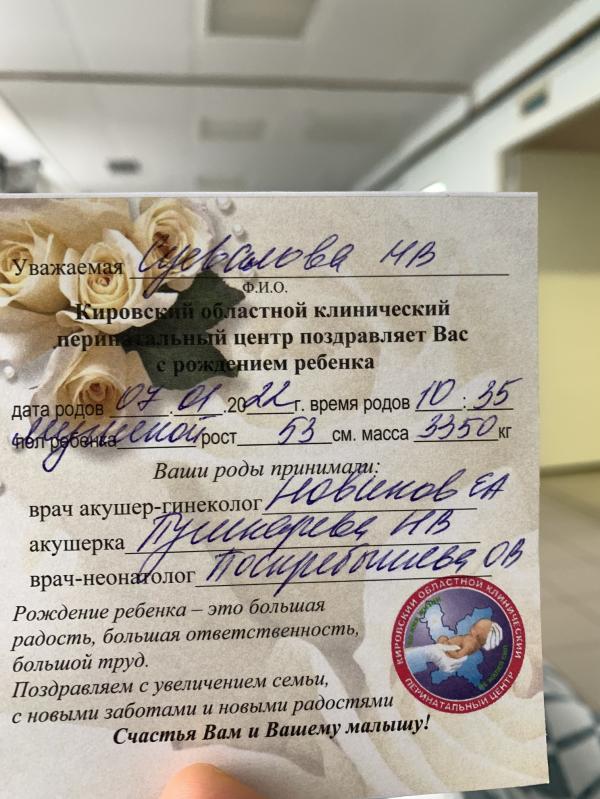 Уважаемая Суевалова НВ
Ф.И.О.
Кировский областной клинический
перинатальный центр поздравляет Вас
с рождением ребенка
дата родов 07.01.2022г. время родов 10:35
пол ребенка Мужской рост 53 см. масса 3350 кг
Ваши роды принимали:
врач акушер-гинеколог Новиков ЕА
акушерка Пушкарева НВ
врач-неонатолог Поскребышева ОВ
Рождение ребенка – это большая
радость, большая ответственность,
большой труд.
Поздравляем с увеличением семьи,
с новыми заботами и новыми радостями
Счастья Вам и Вашему малышу!
КИРОВСКИЙ ОБЛАСТНОЙ КЛИНИЧЕСКИЙ
ПЕРИНАТАЛЬНЫЙ ЦЕНТР